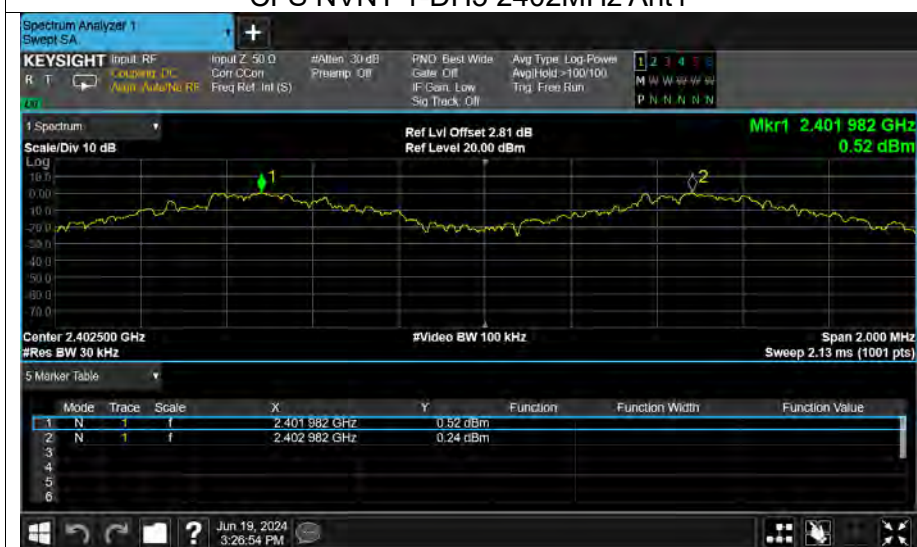 CFS NVNT 1-DH5 2402MHz Ant1
Spectrum Analyzer 1
Swept SA
+
KEYSIGHT Input: RF Input Z: 50 Ω #Atten: 30 dB PNO: Best Wide Avg Type: Log-Power 1 2 3 4 5 6
R T Coupling: DC Corr CCorr Preamp: Off Gate: Off Avg|Hold: >100/100 M W W W W W
Align: Auto/No RF Freq Ref: Int (S) IF Gain: Low Trig: Free Run
Sig Track: Off P N N N N N
1 Spectrum
Ref Lvl Offset 2.81 dB Mkr1 2.401 982 GHz
Scale/Div 10 dB Ref Level 20.00 dBm 0.52 dBm
Log
10.0
0.00
-10.0
-20.0
-30.0
-40.0
-50.0
-60.0
-70.0
1
2
Center 2.402500 GHz #Video BW 100 kHz Span 2.000 MHz
#Res BW 30 kHz Sweep 2.13 ms (1001 pts)
5 Marker Table
Mode Trace Scale X Y Function Function Width Function Value
1 N 1 f 2.401 982 GHz 0.52 dBm
2 N 1 f 2.402 982 GHz 0.24 dBm
3
4
5
6
? Jun 19, 2024
3:26:54 PM